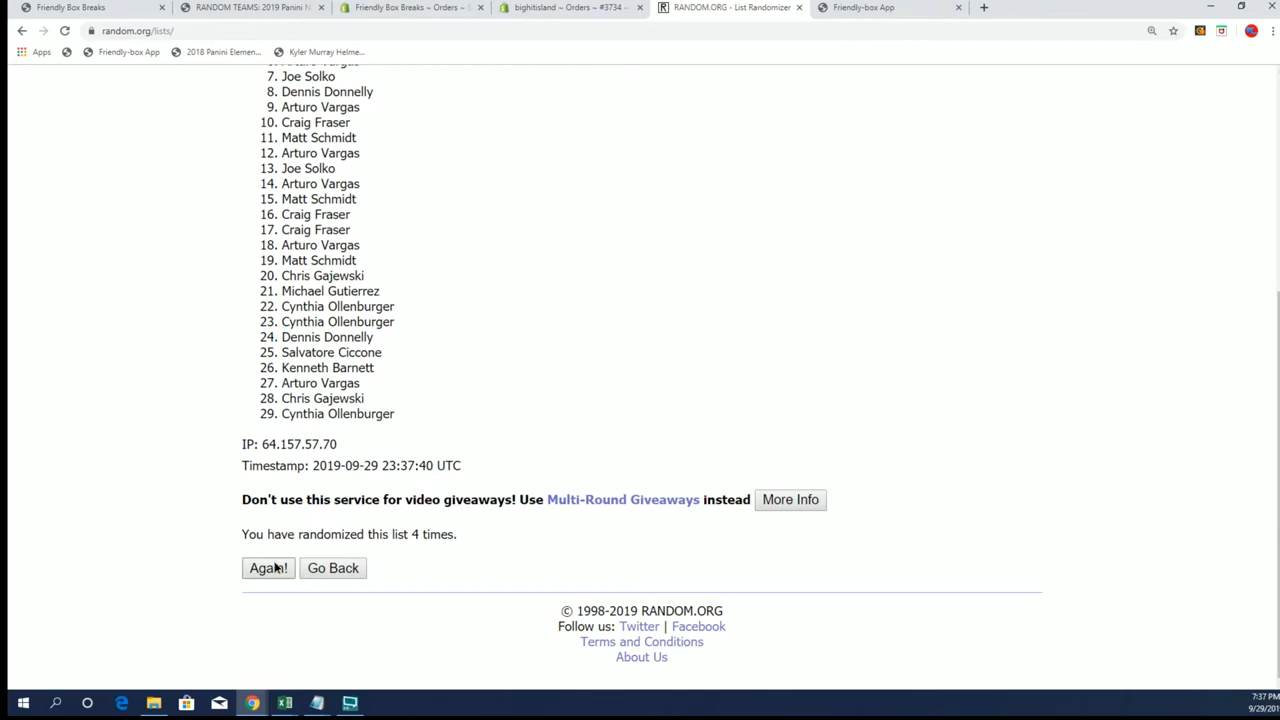 Friendly Box Breaks
RANDOM TEAMS: 2019 Panini N
Friendly Box Breaks ~ Orders ~
bighitisland ~ Orders ~ #3734 ~
RANDOM.ORG - List Randomizer
Friendly-box App
random.org/lists/
Apps
Friendly-box App
2018 Panini Elemen...
Kyler Murray Helme...
7. Joe Solko
8. Dennis Donnelly
9. Arturo Vargas
10. Craig Fraser
11. Matt Schmidt
12. Arturo Vargas
13. Joe Solko
14. Arturo Vargas
15. Matt Schmidt
16. Craig Fraser
17. Craig Fraser
18. Arturo Vargas
19. Matt Schmidt
20. Chris Gajewski
21. Michael Gutierrez
22. Cynthia Ollenburger
23. Cynthia Ollenburger
24. Dennis Donnelly
25. Salvatore Ciccone
26. Kenneth Barnett
27. Arturo Vargas
28. Chris Gajewski
29. Cynthia Ollenburger
IP: 64.157.57.70
Timestamp: 2019-09-29 23:37:40 UTC
Don't use this service for video giveaways! Use Multi-Round Giveaways instead More Info
You have randomized this list 4 times.
Again! Go Back
© 1998-2019 RANDOM.ORG
Follow us: Twitter | Facebook
Terms and Conditions
About Us
7:37 PM
9/29/2019